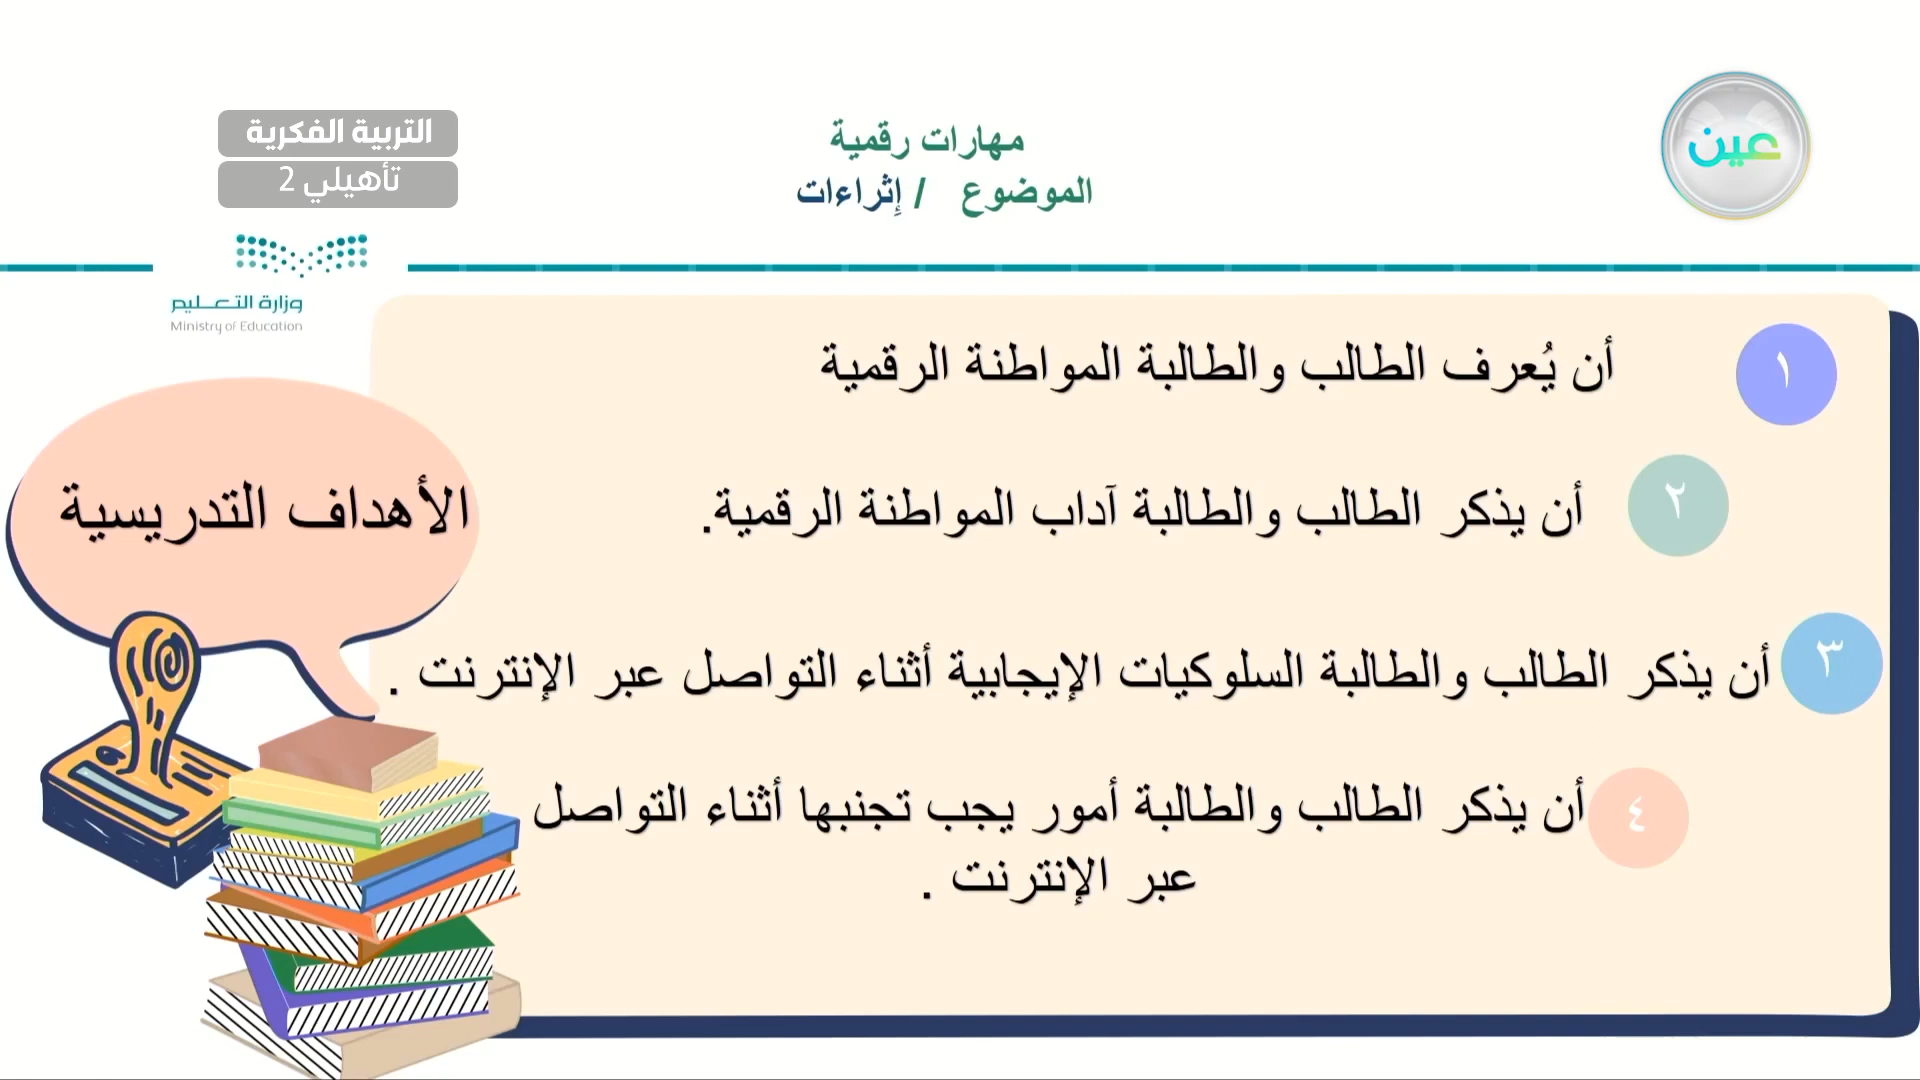 عين
مهارات رقمية
الموضوع / إثراءات
التربية الفكرية
تأهيلي 2
وزارة التعليم
Ministry of Education
١ أن يُعرف الطالب والطالبة المواطنة الرقمية
٢ أن يذكر الطالب والطالبة آداب المواطنة الرقمية.
٣ أن يذكر الطالب والطالبة السلوكيات الإيجابية أثناء التواصل عبر الإنترنت .
٤ أن يذكر الطالب والطالبة أمور يجب تجنبها أثناء التواصل
عبر الإنترنت .
الأهداف التدريسية